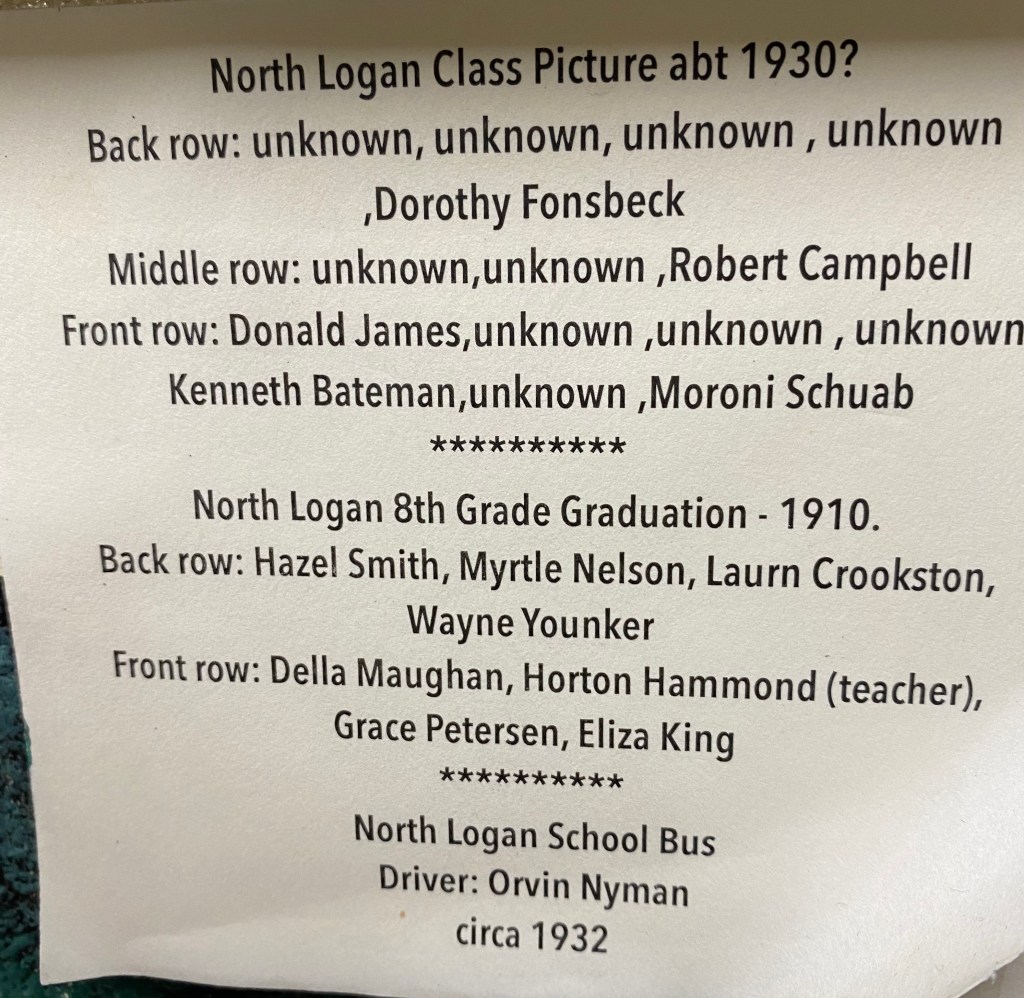 North Logan Class Picture abt 1930?
Back row: unknown, unknown, unknown , unknown
,Dorothy Fonsbeck
Middle row: unknown,unknown ,Robert Campbell
Front row: Donald James,unknown ,unknown , unknown
Kenneth Bateman,unknown ,Moroni Schuab
**********
North Logan 8th Grade Graduation - 1910.
Back row: Hazel Smith, Myrtle Nelson, Laurn Crookston,
Wayne Younker
Front row: Della Maughan, Horton Hammond (teacher),
Grace Petersen, Eliza King
**********
North Logan School Bus
Driver: Orvin Nyman
circa 1932